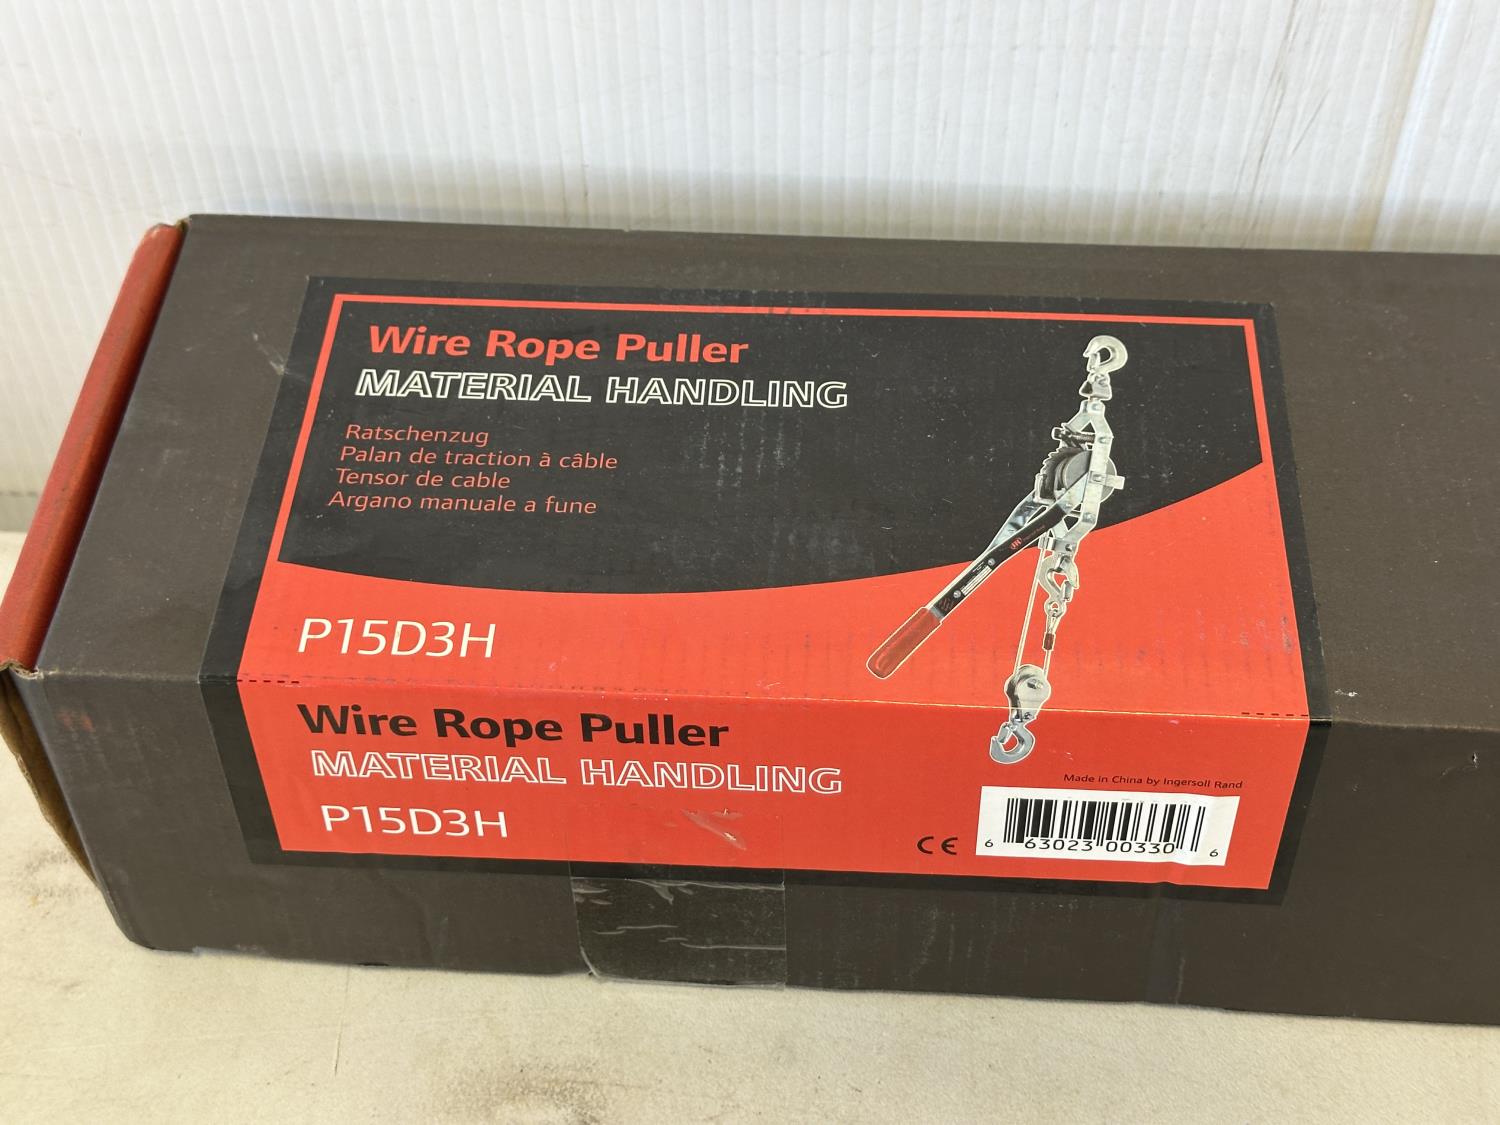 Wire Rope Puller
MATERIAL HANDLING
Ratschenzug
Palan de traction à câble
Tensor de cable
Argano manuale a fune
P15D3H
Wire Rope Puller
MATERIAL HANDLING
P15D3H
Made in China by Ingersoll Rand
CE
6 63023 00330 6